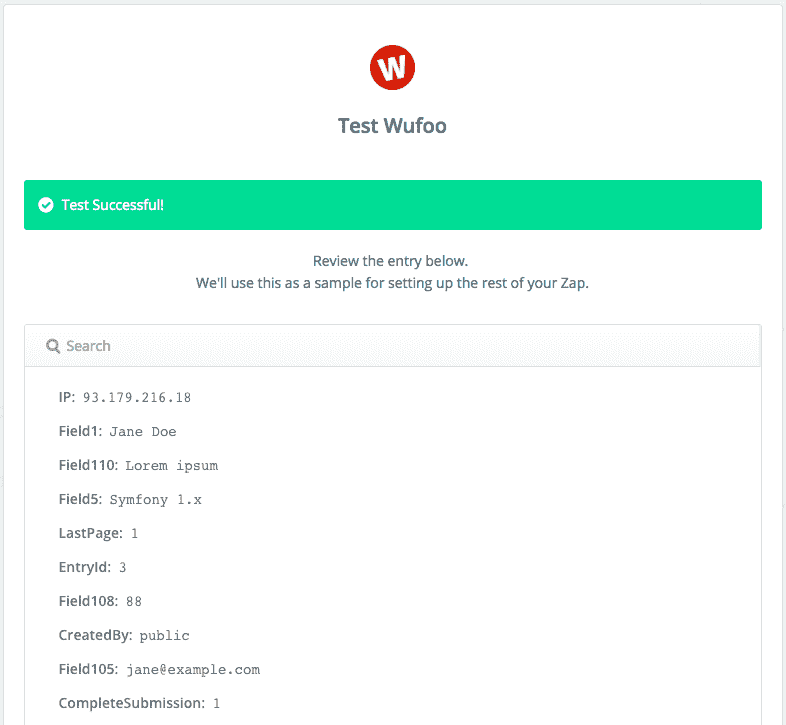 W
Test Wufoo
Test Successful!
Review the entry below.
We'll use this as a sample for setting up the rest of your Zap.
Search
IP: 93.179.216.18
Field1: Jane Doe
Field110: Lorem ipsum
Field5: Symfony 1.x
LastPage: 1
EntryId: 3
Field108: 88
CreatedBy: public
Field105: jane@example.com
CompleteSubmission: 1